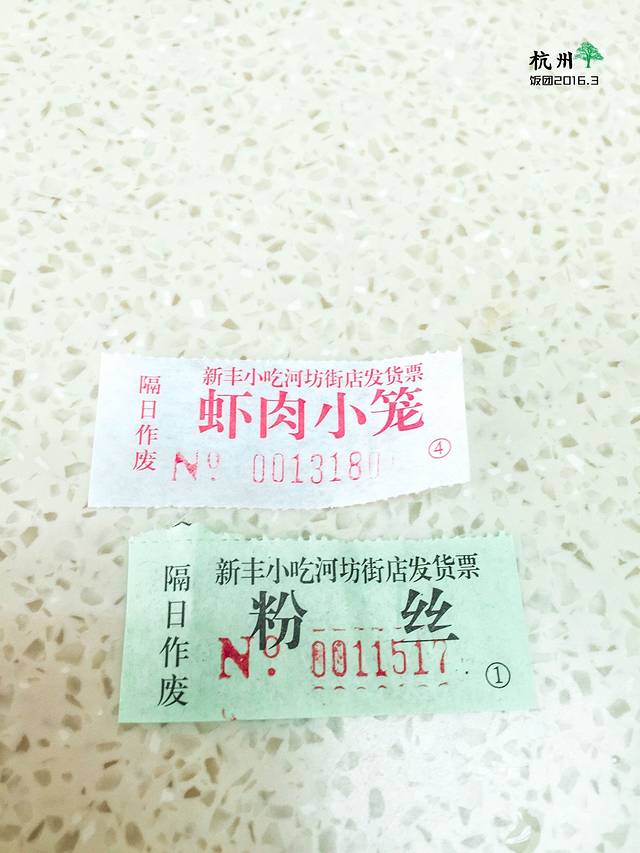 杭州
饭团2016.3
新丰小吃河坊街店发货票
虾肉小笼
隔日作废
④
新丰小吃河坊街店发货票
粉 丝
隔日作废
Nº. 0011517
①